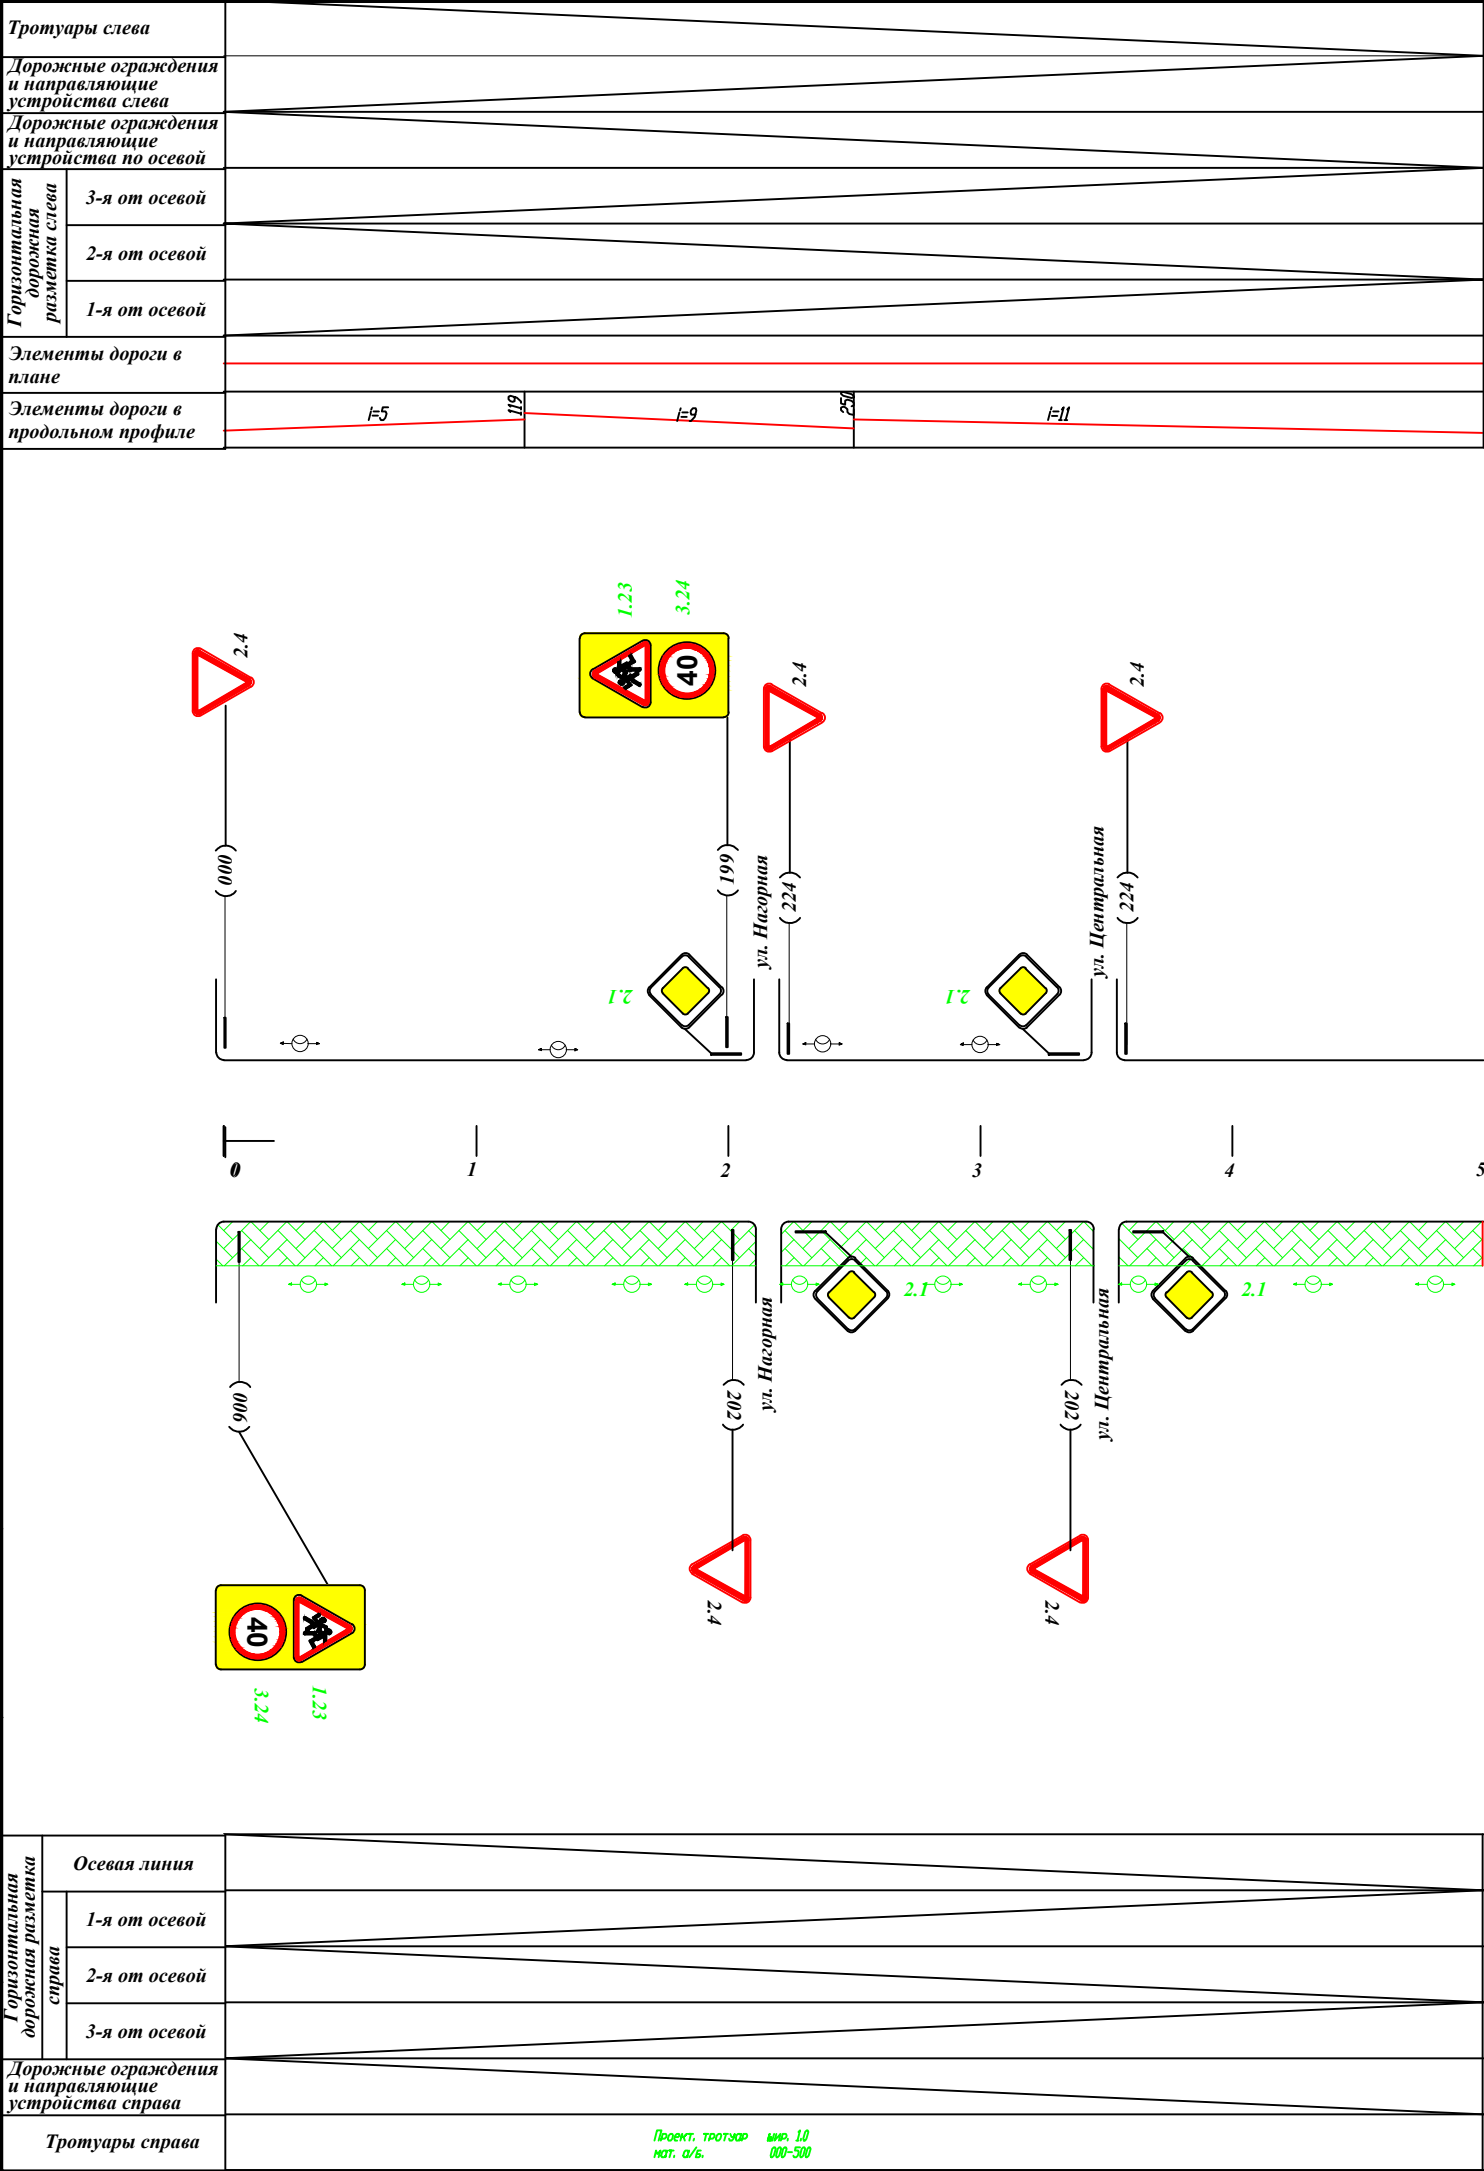 Тротуары слева
Дорожные ограждения
и направляющие
устройства слева
Дорожные ограждения
и направляющие
устройства по осевой
Горизонтальная
дорожная
разметка слева
3-я от осевой
2-я от осевой
1-я от осевой
Элементы дороги в
плане
Элементы дороги в
продольном профиле
i=5
119
i=9
250
i=11
1.23
3.24
2.4
40
2.4
2.4
(000)
(199)
ул. Нагорная
(224)
ул. Центральная
(224)
2.1
2.1
0
1
2
3
4
5
2.1
2.1
ул. Нагорная
ул. Центральная
(006)
(202)
(202)
40
2.4
2.4
3.24
1.23
Горизонтальная
дорожная разметка
справа
Осевая линия
1-я от осевой
2-я от осевой
3-я от осевой
Дорожные ограждения
и направляющие
устройства справа
Тротуары справа
Проект. тротуар шир. 1.0
мат. а/б. 000-500